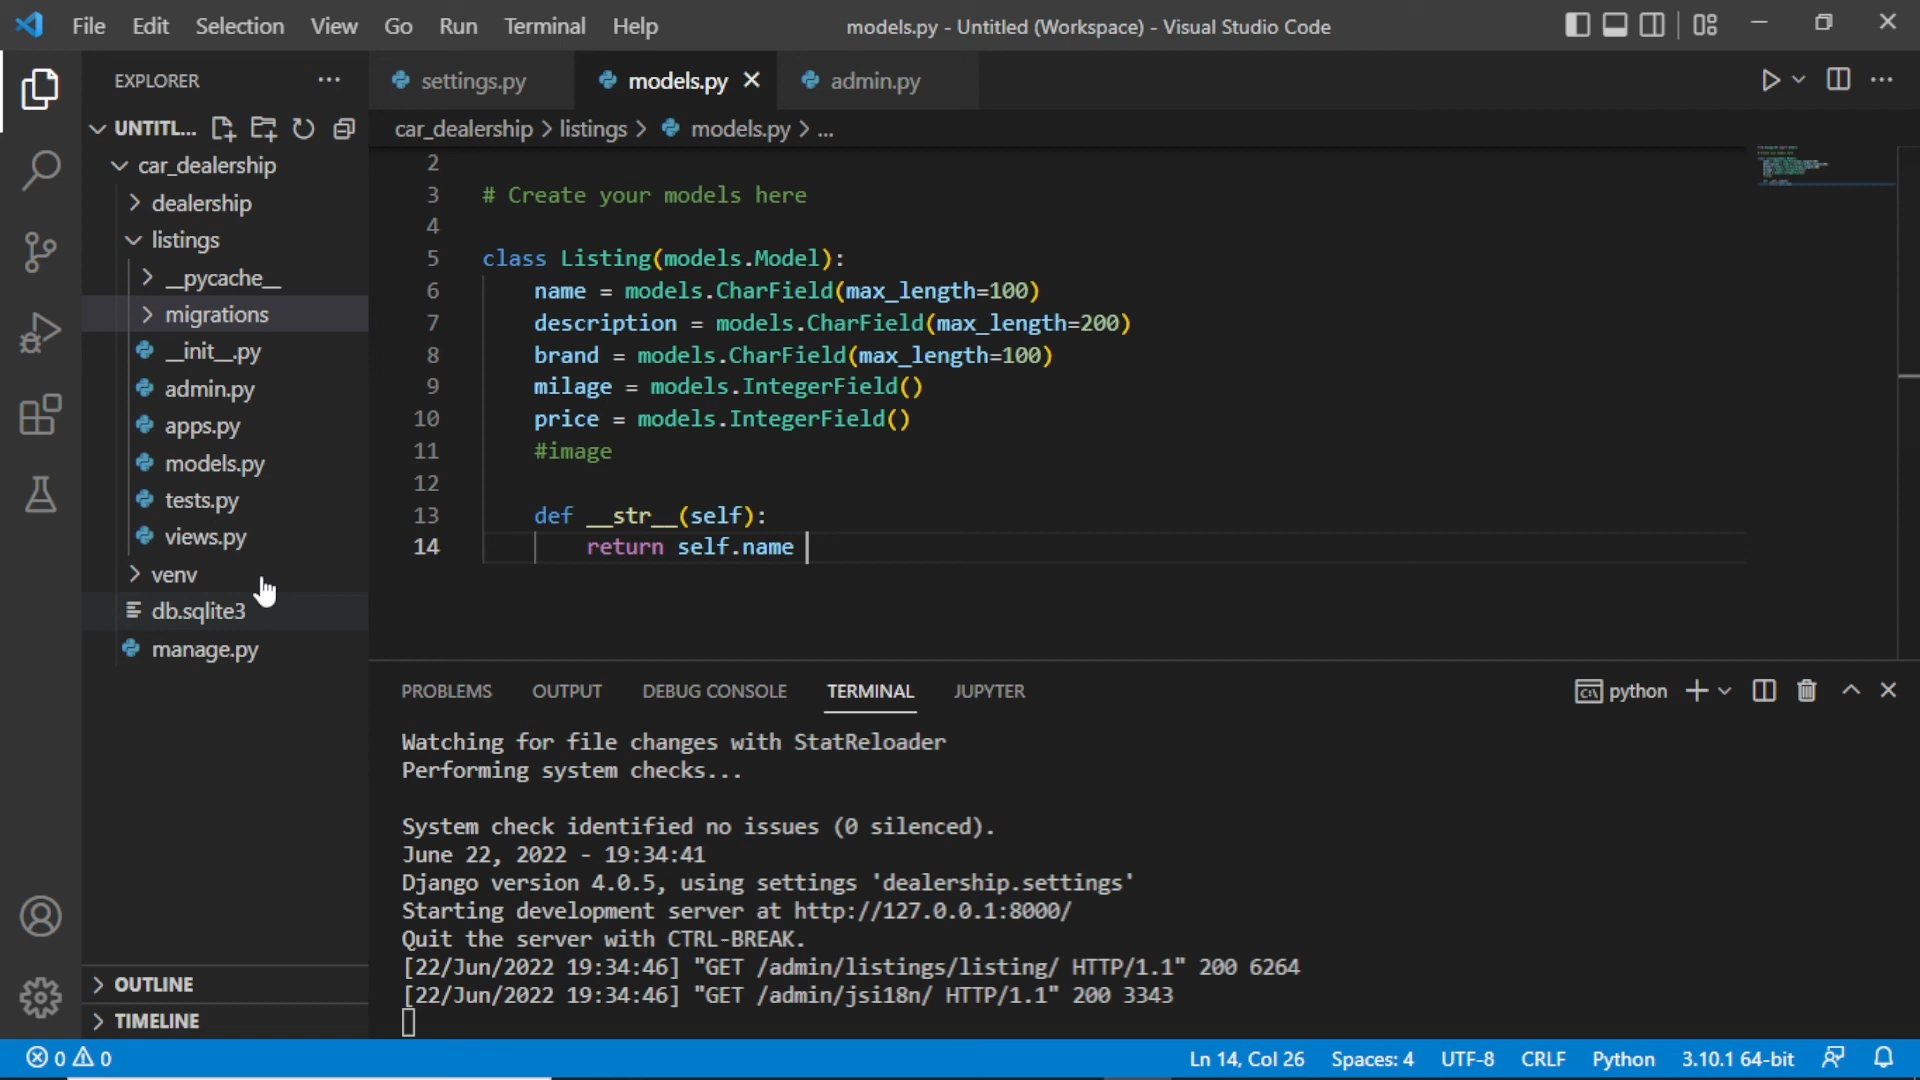 File Edit Selection View Go Run Terminal Help
models.py - Untitled (Workspace) - Visual Studio Code
EXPLORER
UNTITL...
car_dealership
dealership
listings
__pycache__
migrations
__init__.py
admin.py
apps.py
models.py
tests.py
views.py
venv
db.sqlite3
manage.py
OUTLINE
TIMELINE
settings.py models.py admin.py
car_dealership > listings > models.py > ...
2
3 # Create your models here
4
5 class Listing(models.Model):
6 name = models.CharField(max_length=100)
7 description = models.CharField(max_length=200)
8 brand = models.CharField(max_length=100)
9 milage = models.IntegerField()
10 price = models.IntegerField()
11 #image
12
13 def __str__(self):
14 return self.name
PROBLEMS OUTPUT DEBUG CONSOLE TERMINAL JUPYTER python
Watching for file changes with StatReloader
Performing system checks...
System check identified no issues (0 silenced).
June 22, 2022 - 19:34:41
Django version 4.0.5, using settings 'dealership.settings'
Starting development server at http://127.0.0.1:8000/
Quit the server with CTRL-BREAK.
[22/Jun/2022 19:34:46] "GET /admin/listings/listing/ HTTP/1.1" 200 6264
[22/Jun/2022 19:34:46] "GET /admin/jsi18n/ HTTP/1.1" 200 3343
0 0 Ln 14, Col 26 Spaces: 4 UTF-8 CRLF Python 3.10.1 64-bit